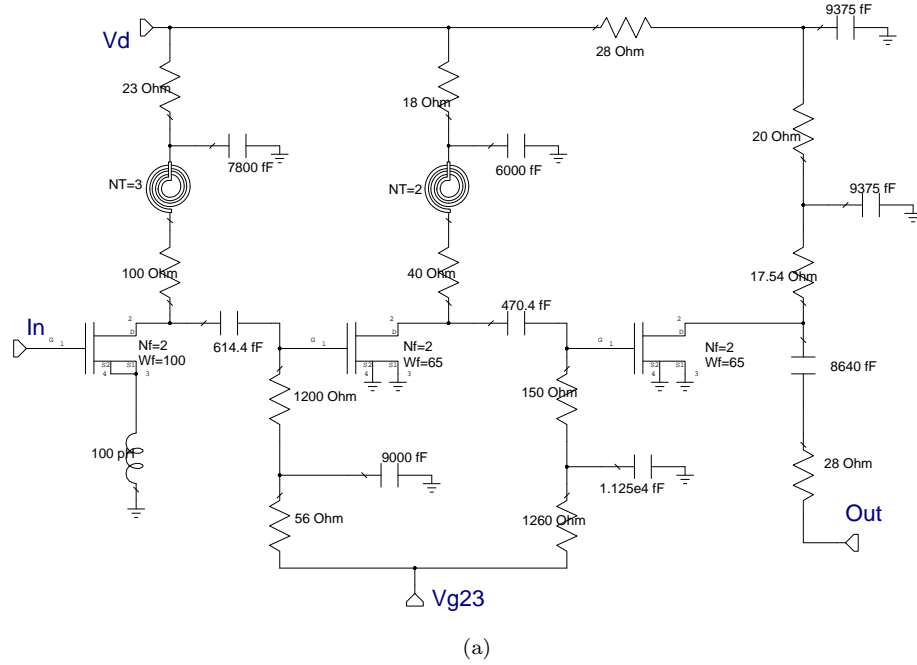 9375 fF
Vd
28 Ohm
23 Ohm
18 Ohm
20 Ohm
7800 fF
6000 fF
NT=3
NT=2
9375 fF
100 Ohm
40 Ohm
17.54 Ohm
470.4 fF
In
2
2
2
D
D
D
G 1
G 1
G 1
614.4 fF
Nf=2
Wf=100
Nf=2
Wf=65
Nf=2
Wf=65
S2 S1
S2 S1
S2 S1
4 3
4 3
4 3
8640 fF
1200 Ohm
150 Ohm
100 pH
9000 fF
28 Ohm
1.125e4 fF
56 Ohm
1260 Ohm
Out
Vg23
(a)